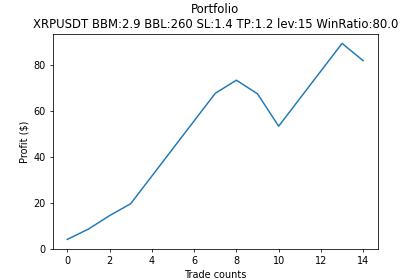 Portfolio
XRPUSDT BBM:2.9 BBL:260 SL:1.4 TP:1.2 lev:15 WinRatio:80.0
80
60
40
20
0
Profit ($)
0 2 4 6 8 10 12 14
Trade counts